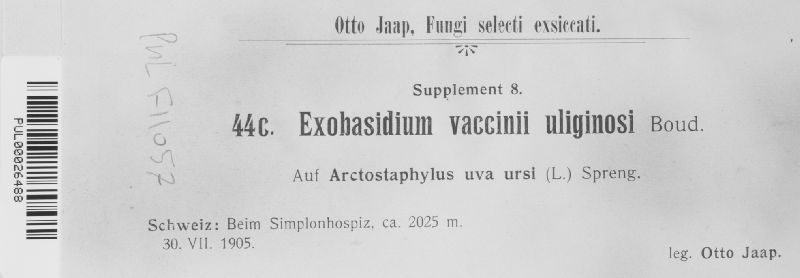 Otto Jaap, Fungi selecti exsiccati.
Supplement 8.
44c. Exobasidium vaccinii uliginosi Boud.
Auf Arctostaphylus uva ursi (L.) Spreng.
Schweiz: Beim Simplonhospiz, ca. 2025 m.
30. VII. 1905.
leg. Otto Jaap.
PUL F11057
PUL00026488